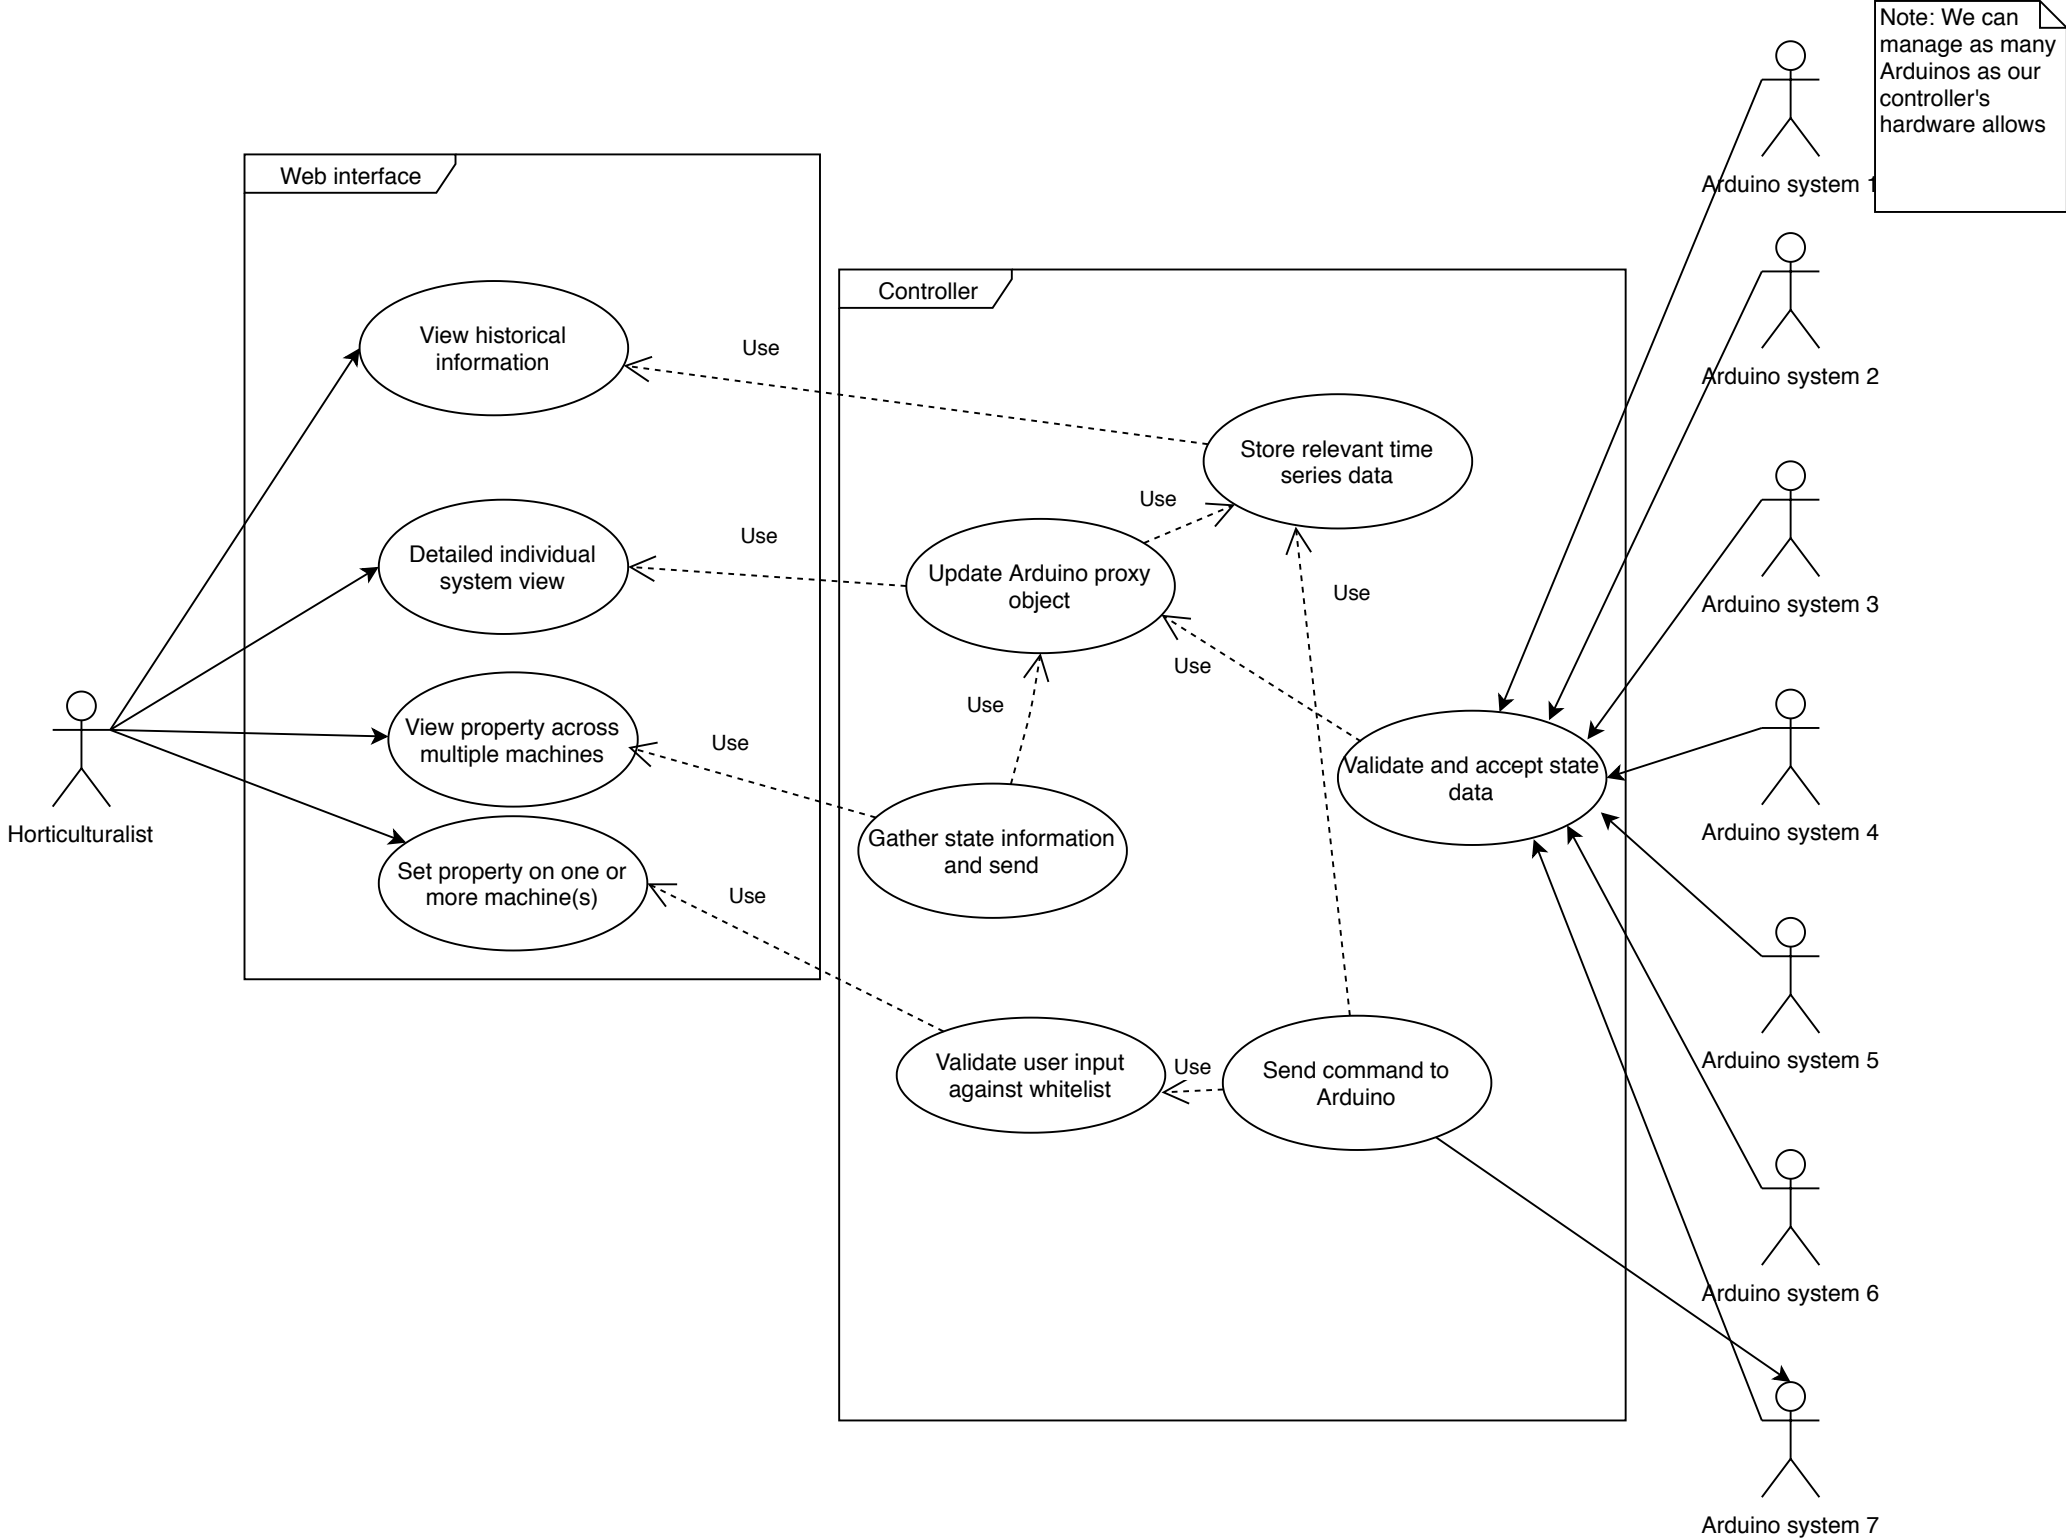 Note: We can
manage as many
Arduinos as our
controller's
hardware allows
Arduino system 1
Web interface
Controller
View historical
information
Use
Arduino system 2
Store relevant time
series data
Use
Use
Detailed individual
system view
Update Arduino proxy
object
Use
Arduino system 3
Use
Use
View property across
multiple machines
Use
Validate and accept state
data
Horticulturalist
Gather state information
and send
Arduino system 4
Set property on one or
more machine(s)
Use
Validate user input
against whitelist
Use
Send command to
Arduino
Arduino system 5
Arduino system 6
Arduino system 7